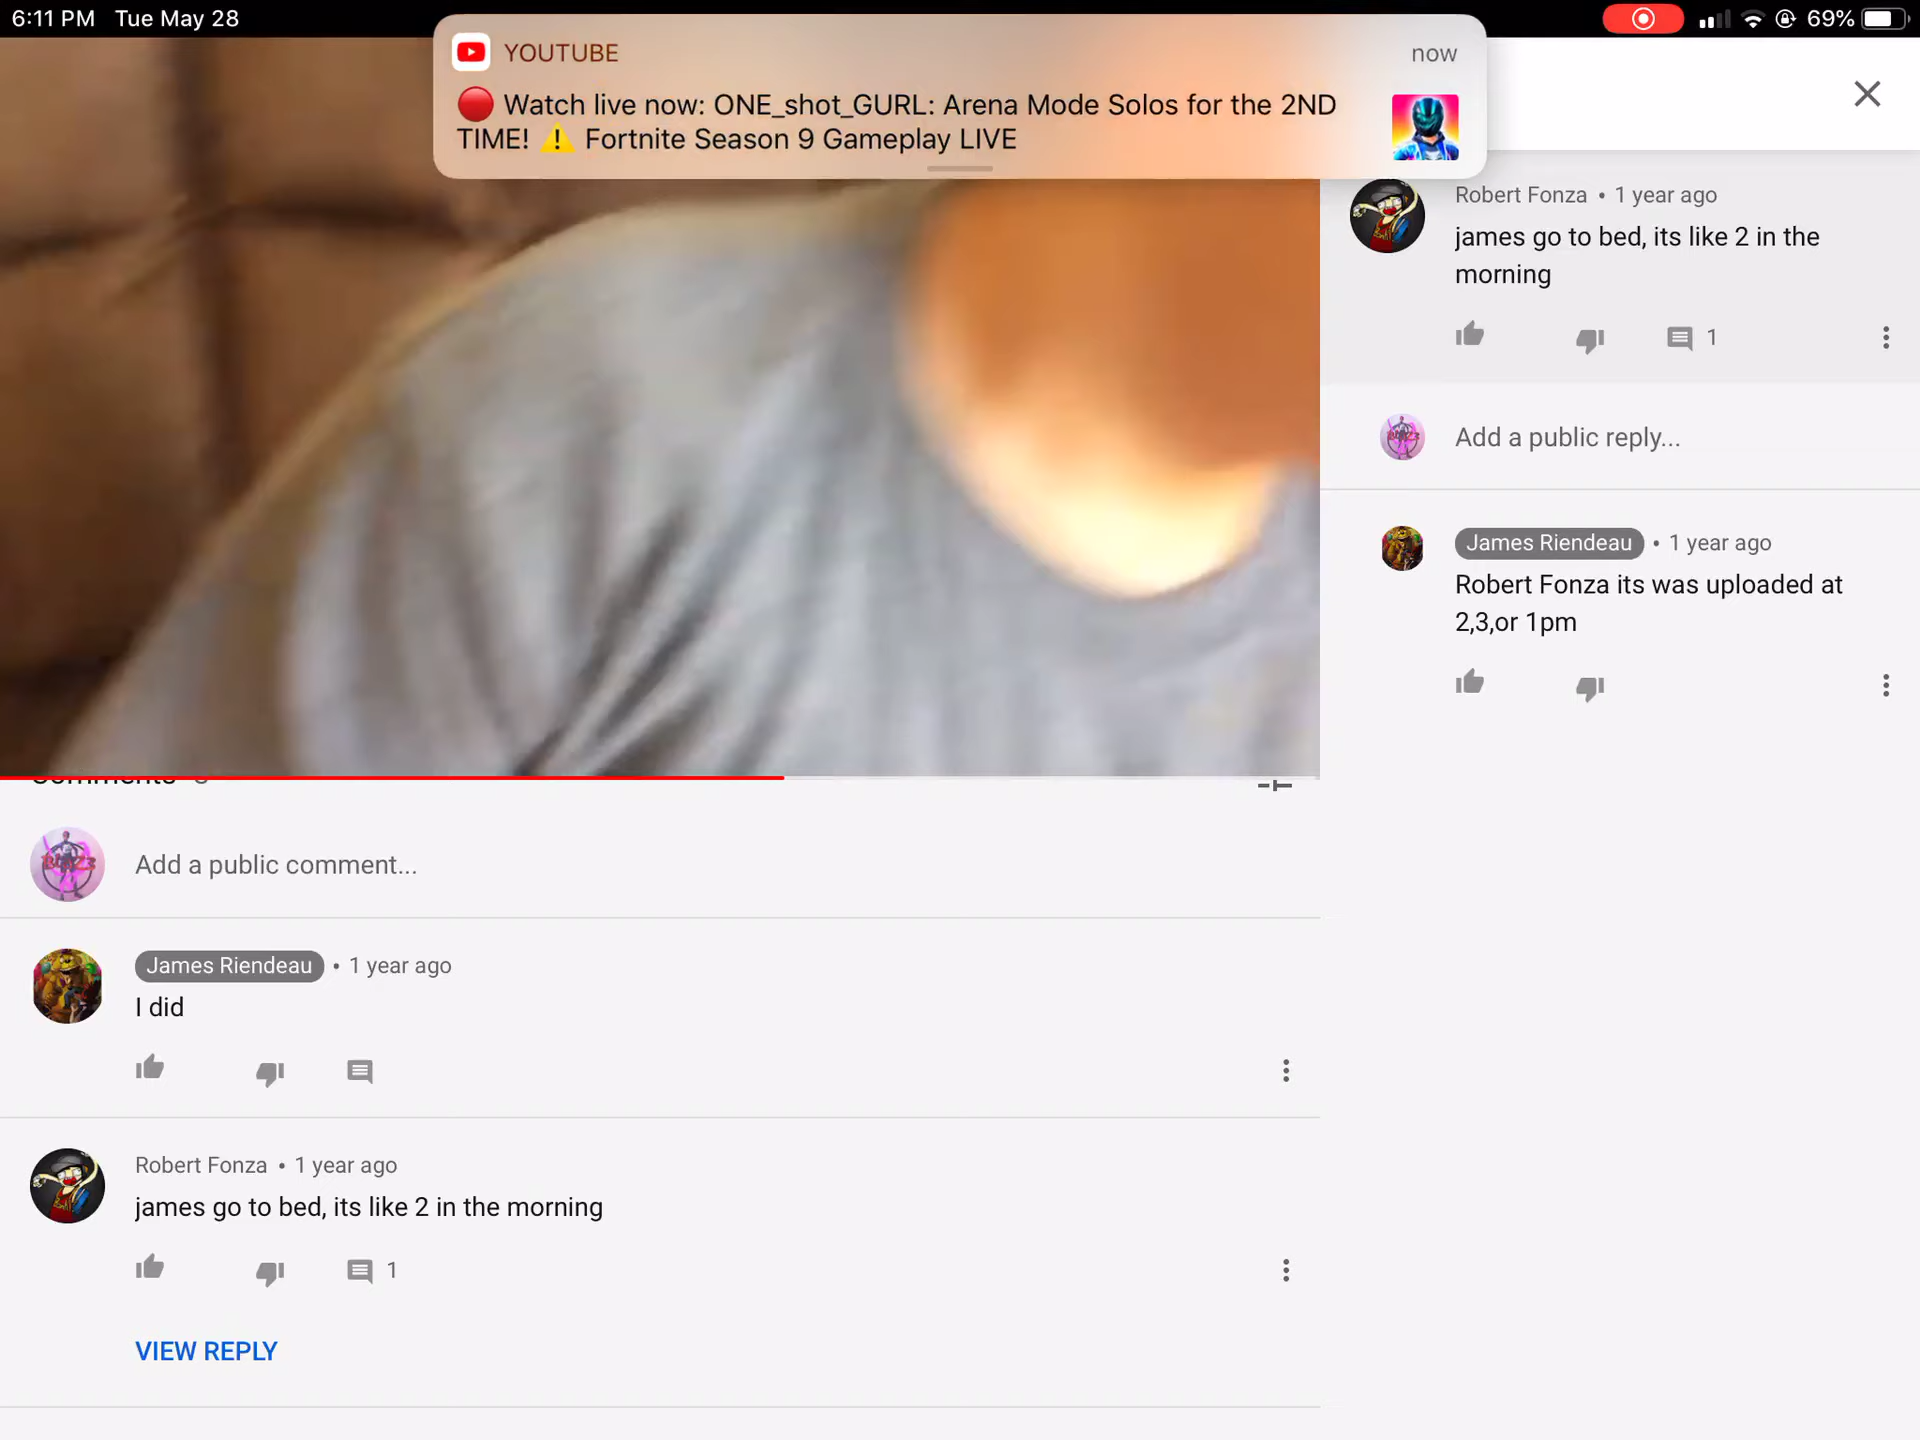 6:11 PM Tue May 28
69%
YOUTUBE
now
Watch live now: ONE_shot_GURL: Arena Mode Solos for the 2ND
TIME! ⚠️ Fortnite Season 9 Gameplay LIVE
Robert Fonza • 1 year ago
james go to bed, its like 2 in the
morning
1
Add a public reply...
James Riendeau • 1 year ago
Robert Fonza its was uploaded at
2,3,or 1pm
Comments
Add a public comment...
James Riendeau • 1 year ago
I did
Robert Fonza • 1 year ago
james go to bed, its like 2 in the morning
1
VIEW REPLY